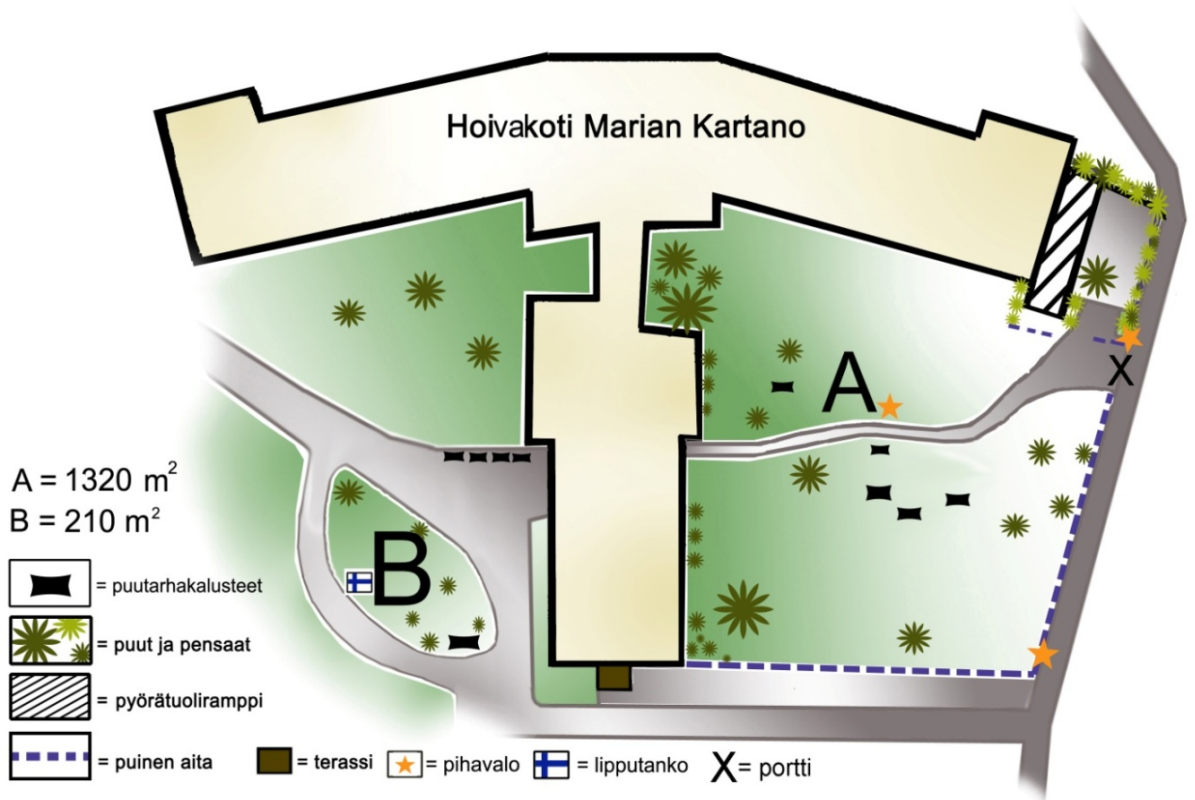 Hoivakoti Marian Kartano
A
X
B
A = 1320 m²
B = 210 m²
= puutarhakalusteet
= puut ja pensaat
= pyörätuoliramppi
= puinen aita
= terassi
= pihavalo
= lipputanko
X= portti